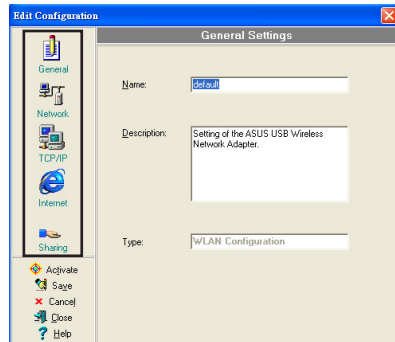 Edit Configuration
General Settings
General
Network
TCP/IP
Internet
Sharing
Activate
Save
Cancel
Close
Help
Name:
default
Description:
Setting of the ASUS USB Wireless
Network Adapter.
Type:
WLAN Configuration